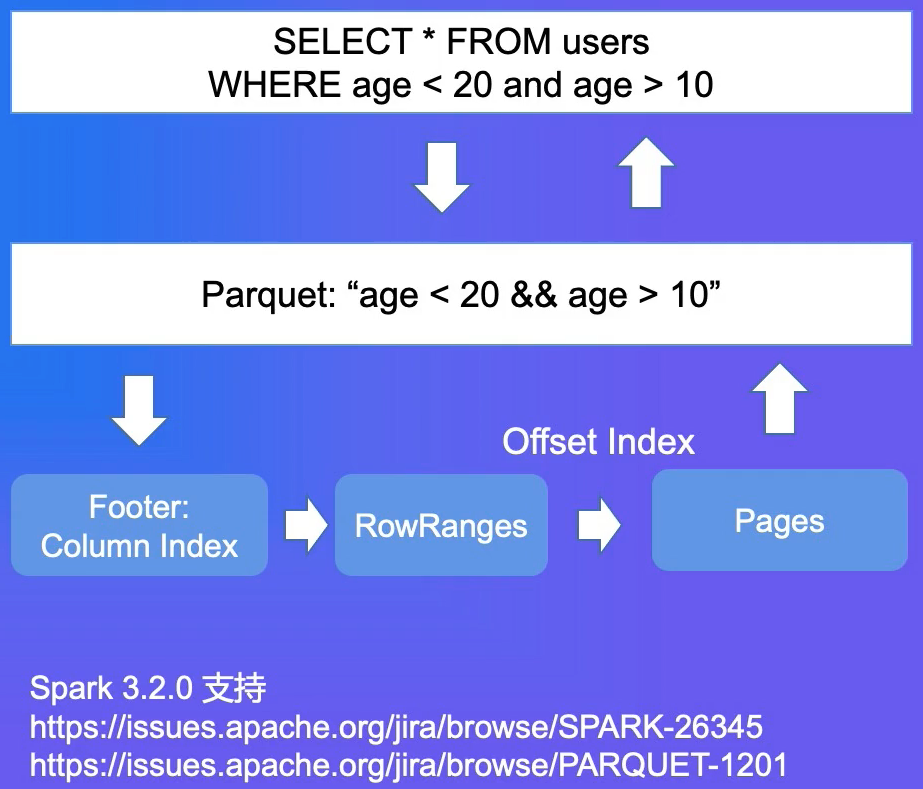 SELECT * FROM users
WHERE age < 20 and age > 10
Parquet: “age < 20 && age > 10”
Offset Index
Footer:
Column Index
RowRanges
Pages
Spark 3.2.0 支持
https://issues.apache.org/jira/browse/SPARK-26345
https://issues.apache.org/jira/browse/PARQUET-1201